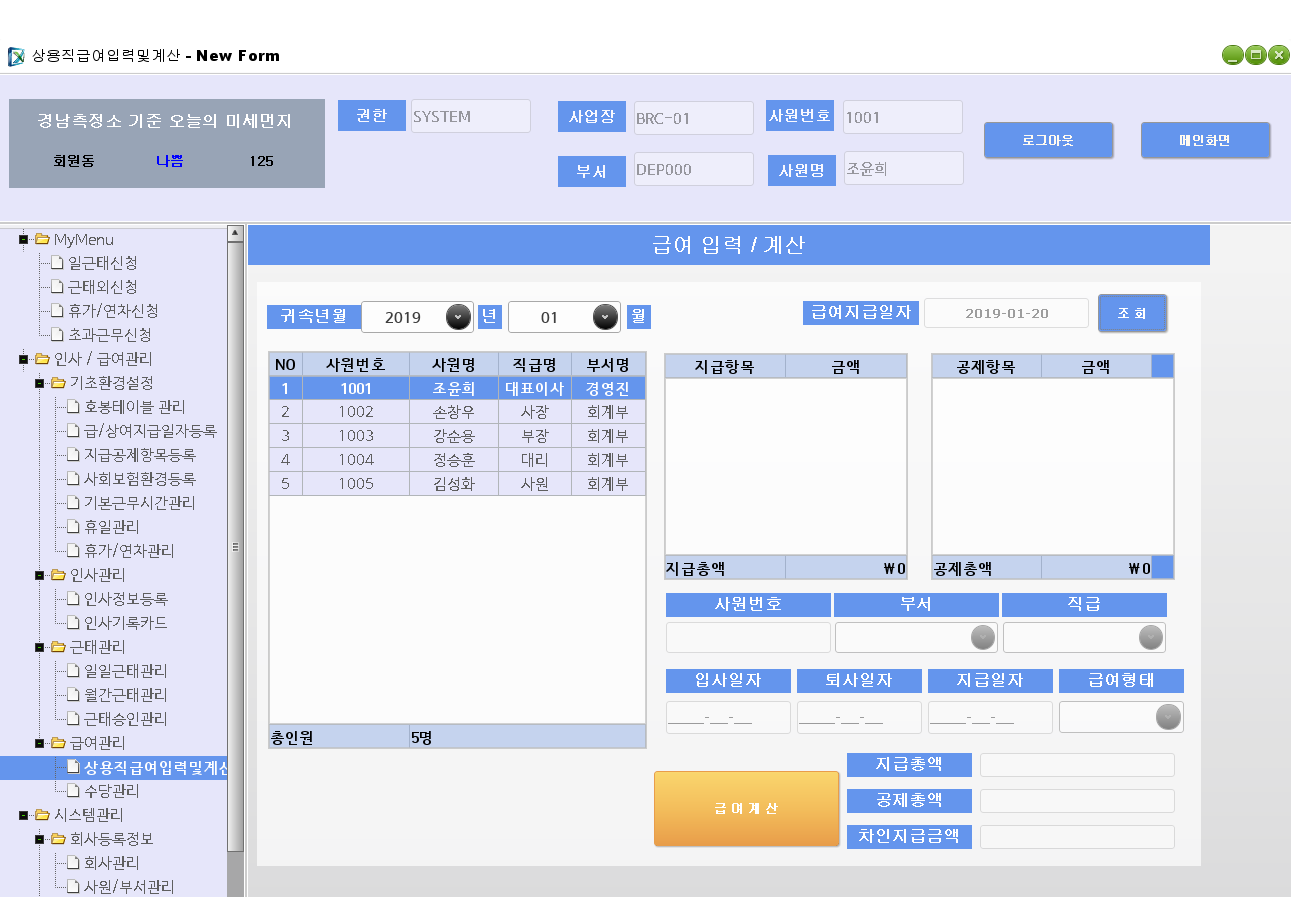 상용직급여입력및계산 - New Form
경남측정소 기준 오늘의 미세먼지
회원동 나쁨 125
권한 SYSTEM
사업장 BRC-01 사원번호 1001
부서 DEP000 사원명 조윤희
로그아웃 메인화면
MyMenu
일근태신청
근태외신청
휴가/연차신청
초과근무신청
인사 / 급여관리
기초환경설정
호봉테이블 관리
급/상여지급일자등록
지급공제항목등록
사회보험환경등록
기본근무시간관리
휴일관리
휴가/연차관리
인사관리
인사정보등록
인사기록카드
근태관리
일일근태관리
월간근태관리
근태승인관리
급여관리
상용직급여입력및계산
수당관리
시스템관리
회사등록정보
회사관리
사원/부서관리
급여 입력 / 계산
귀속년월 2019 년 01 월
급여지급일자 2019-01-20 조 회
NO 사원번호 사원명 직급명 부서명
1 1001 조윤희 대표이사 경영진
2 1002 손창우 사장 회계부
3 1003 강순용 부장 회계부
4 1004 정승훈 대리 회계부
5 1005 김성화 사원 회계부
총인원 5명
지급항목 금액
지급총액 ₩0
공제항목 금액
공제총액 ₩0
사원번호 부서 직급
입사일자 퇴사일자 지급일자 급여형태
____-__-__ ____-__-__ ____-__-__
급 여 계 산
지급총액
공제총액
차인지급금액